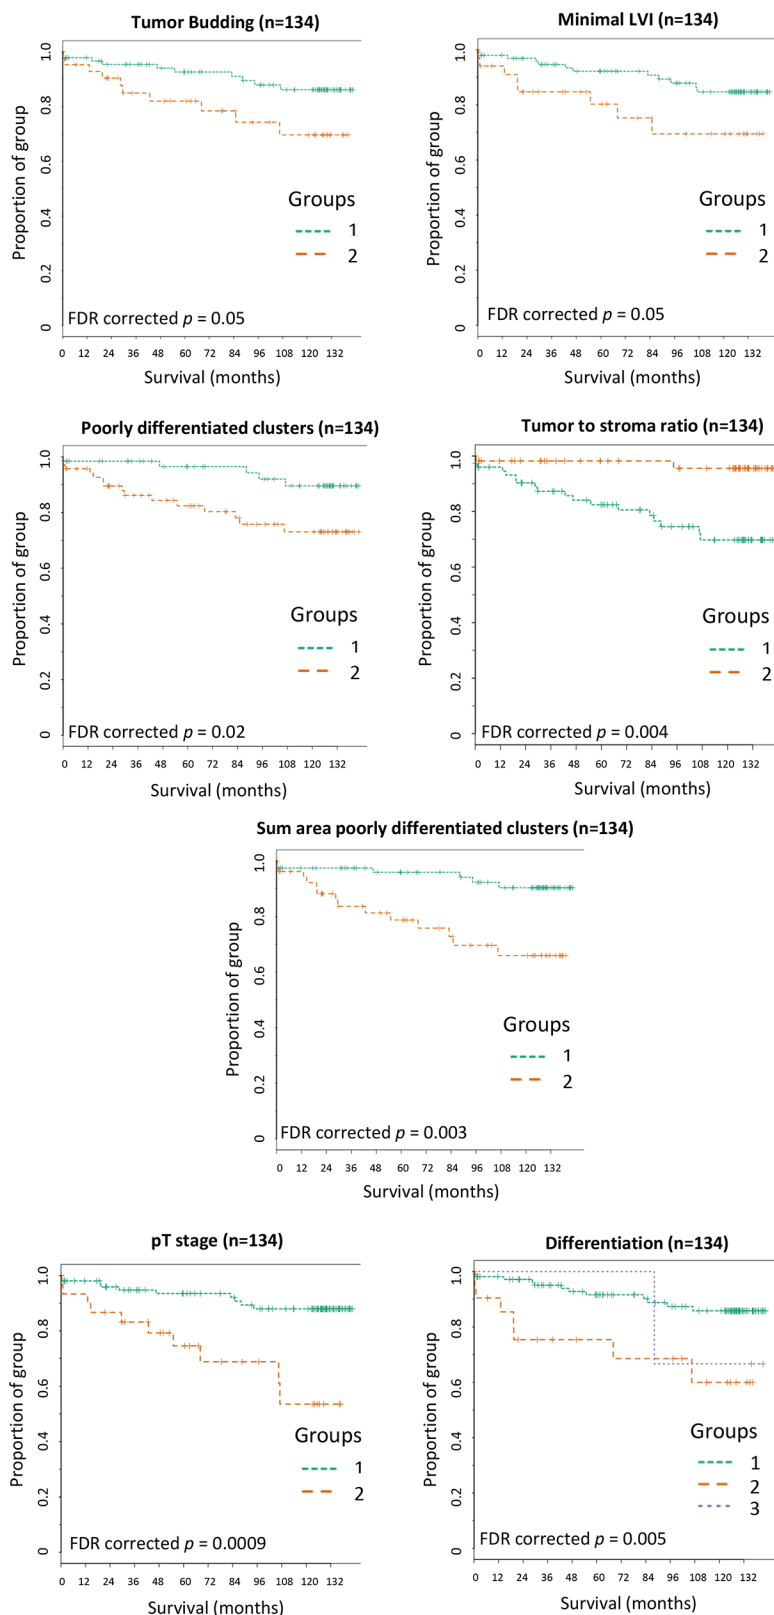 Tumor Budding (n=134)
Proportion of group
1.0
0.8
0.6
0.4
0.2
0
Groups
1
2
FDR corrected p = 0.05
0 12 24 36 48 60 72 84 96 108 120 132
Survival (months)
Minimal LVI (n=134)
Proportion of group
1.0
0.8
0.6
0.4
0.2
0
Groups
1
2
FDR corrected p = 0.05
0 12 24 36 48 60 72 84 96 108 120 132
Survival (months)
Poorly differentiated clusters (n=134)
Proportion of group
1.0
0.8
0.6
0.4
0.2
0
Groups
1
2
FDR corrected p = 0.02
0 12 24 36 48 60 72 84 96 108 120 132
Survival (months)
Tumor to stroma ratio (n=134)
Proportion of group
1.0
0.8
0.6
0.4
0.2
0
Groups
1
2
FDR corrected p = 0.004
0 12 24 36 48 60 72 84 96 108 120 132
Survival (months)
Sum area poorly differentiated clusters (n=134)
Proportion of group
1.0
0.8
0.6
0.4
0.2
0
Groups
1
2
FDR corrected p = 0.003
0 12 24 36 48 60 72 84 96 108 120 132
Survival (months)
pT stage (n=134)
Proportion of group
1.0
0.8
0.6
0.4
0.2
0
Groups
1
2
FDR corrected p = 0.0009
0 12 24 36 48 60 72 84 96 108 120 132
Survival (months)
Differentiation (n=134)
Proportion of group
1.0
0.8
0.6
0.4
0.2
0
Groups
1
2
3
FDR corrected p = 0.005
0 12 24 36 48 60 72 84 96 108 120 132
Survival (months)